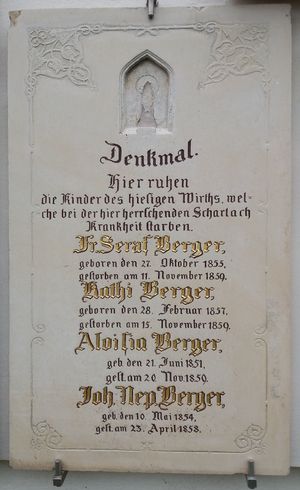 Denkmal.
Hier ruhen
die Kinder des hiesigen Wirths, wel-
che bei der hier herrschenden Scharlach
Krankheit starben.
Fr. Seraf Berger,
geboren den 27. Oktober 1855,
gestorben am 11. November 1859.
Kathi Berger,
geboren den 28. Februar 1857,
gestorben am 15. November 1859.
Aloisia Berger,
geb. den 21. Juni 1851,
gest. am 20. Nov. 1859.
Joh. Nep. Berger,
geb. den 10. Mai 1854,
gest. am 23. April 1858.